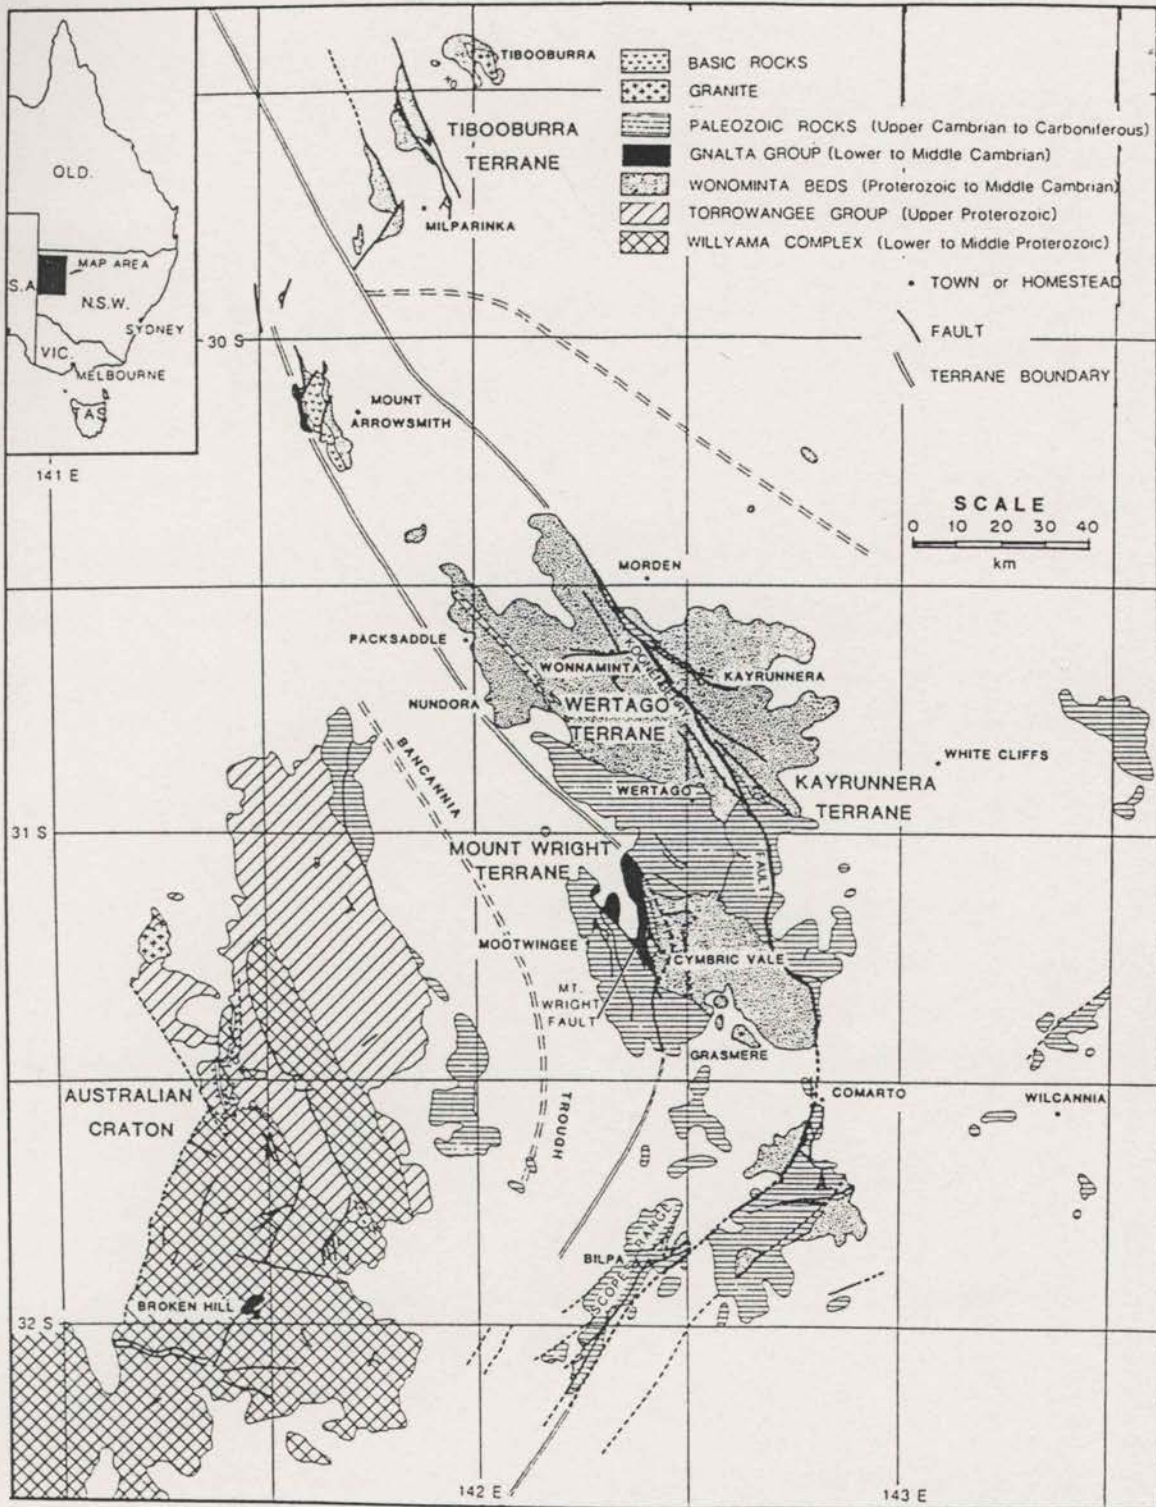 TIBOOBURRA
BASIC ROCKS
GRANITE
PALEOZOIC ROCKS (Upper Cambrian to Carboniferous)
GNALTA GROUP (Lower to Middle Cambrian)
WONOMINTA BEDS (Proterozoic to Middle Cambrian)
TORROWANGEE GROUP (Upper Proterozoic)
WILLYAMA COMPLEX (Lower to Middle Proterozoic)
TOWN or HOMESTEAD
FAULT
TERRANE BOUNDARY
TIBOOBURRA
TERRANE
MILPARINKA
QLD.
MAP AREA
S.A.
N.S.W.
SYDNEY
VIC.
MELBOURNE
TAS
30 S
141 E
MOUNT
ARROWSMITH
SCALE
0 10 20 30 40
km
MORDEN
PACKSADDLE
WONNAMINTA
KAYRUNNERA
NUNDORA
WERTAGO
TERRANE
BANCANNIA
WHITE CLIFFS
WERTAGO
KAYRUNNERA
TERRANE
31 S
MOUNT WRIGHT
TERRANE
FAULT
MOOTWINGEE
CYMBRIC VALE
MT.
WRIGHT
FAULT
GRASMERE
AUSTRALIAN
CRATON
TROUGH
COMARTO
WILCANNIA
BILPA
SCOPES RANGE
BROKEN HILL
32 S
142 E
143 E